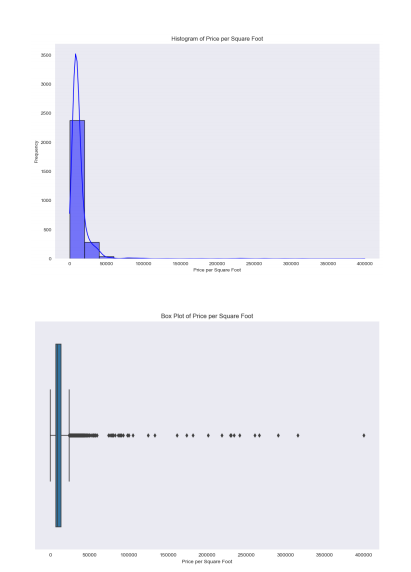 Histogram of Price per Square Foot
3500
3000
2500
2000
1500
1000
500
0
Frequency
0 50000 100000 150000 200000 250000 300000 350000 400000
Price per Square Foot
Box Plot of Price per Square Foot
0 50000 100000 150000 200000 250000 300000 350000 400000
Price per Square Foot